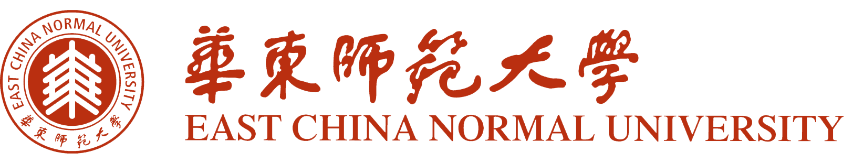 EAST CHINA NORMAL UNIVERSITY
華東師範大學
華東師範大學
EAST CHINA NORMAL UNIVERSITY